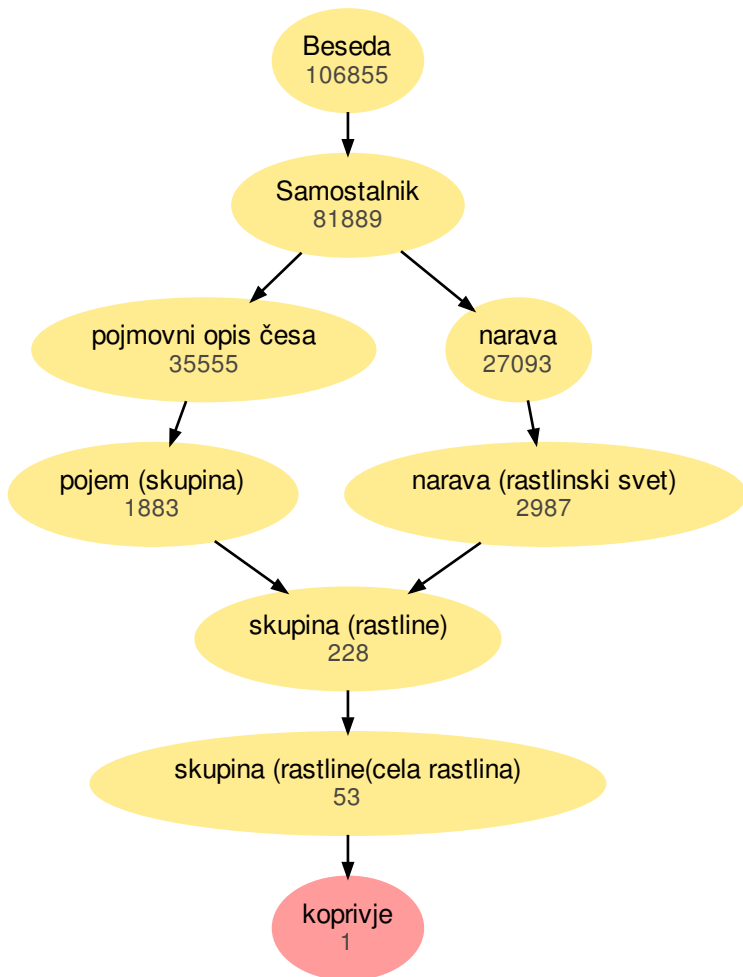 Beseda
106855
Samostalnik
81889
pojmovni opis česa
35555
narava
27093
pojem (skupina)
1883
narava (rastlinski svet)
2987
skupina (rastline)
228
skupina (rastline(cela rastlina)
53
koprivje
1